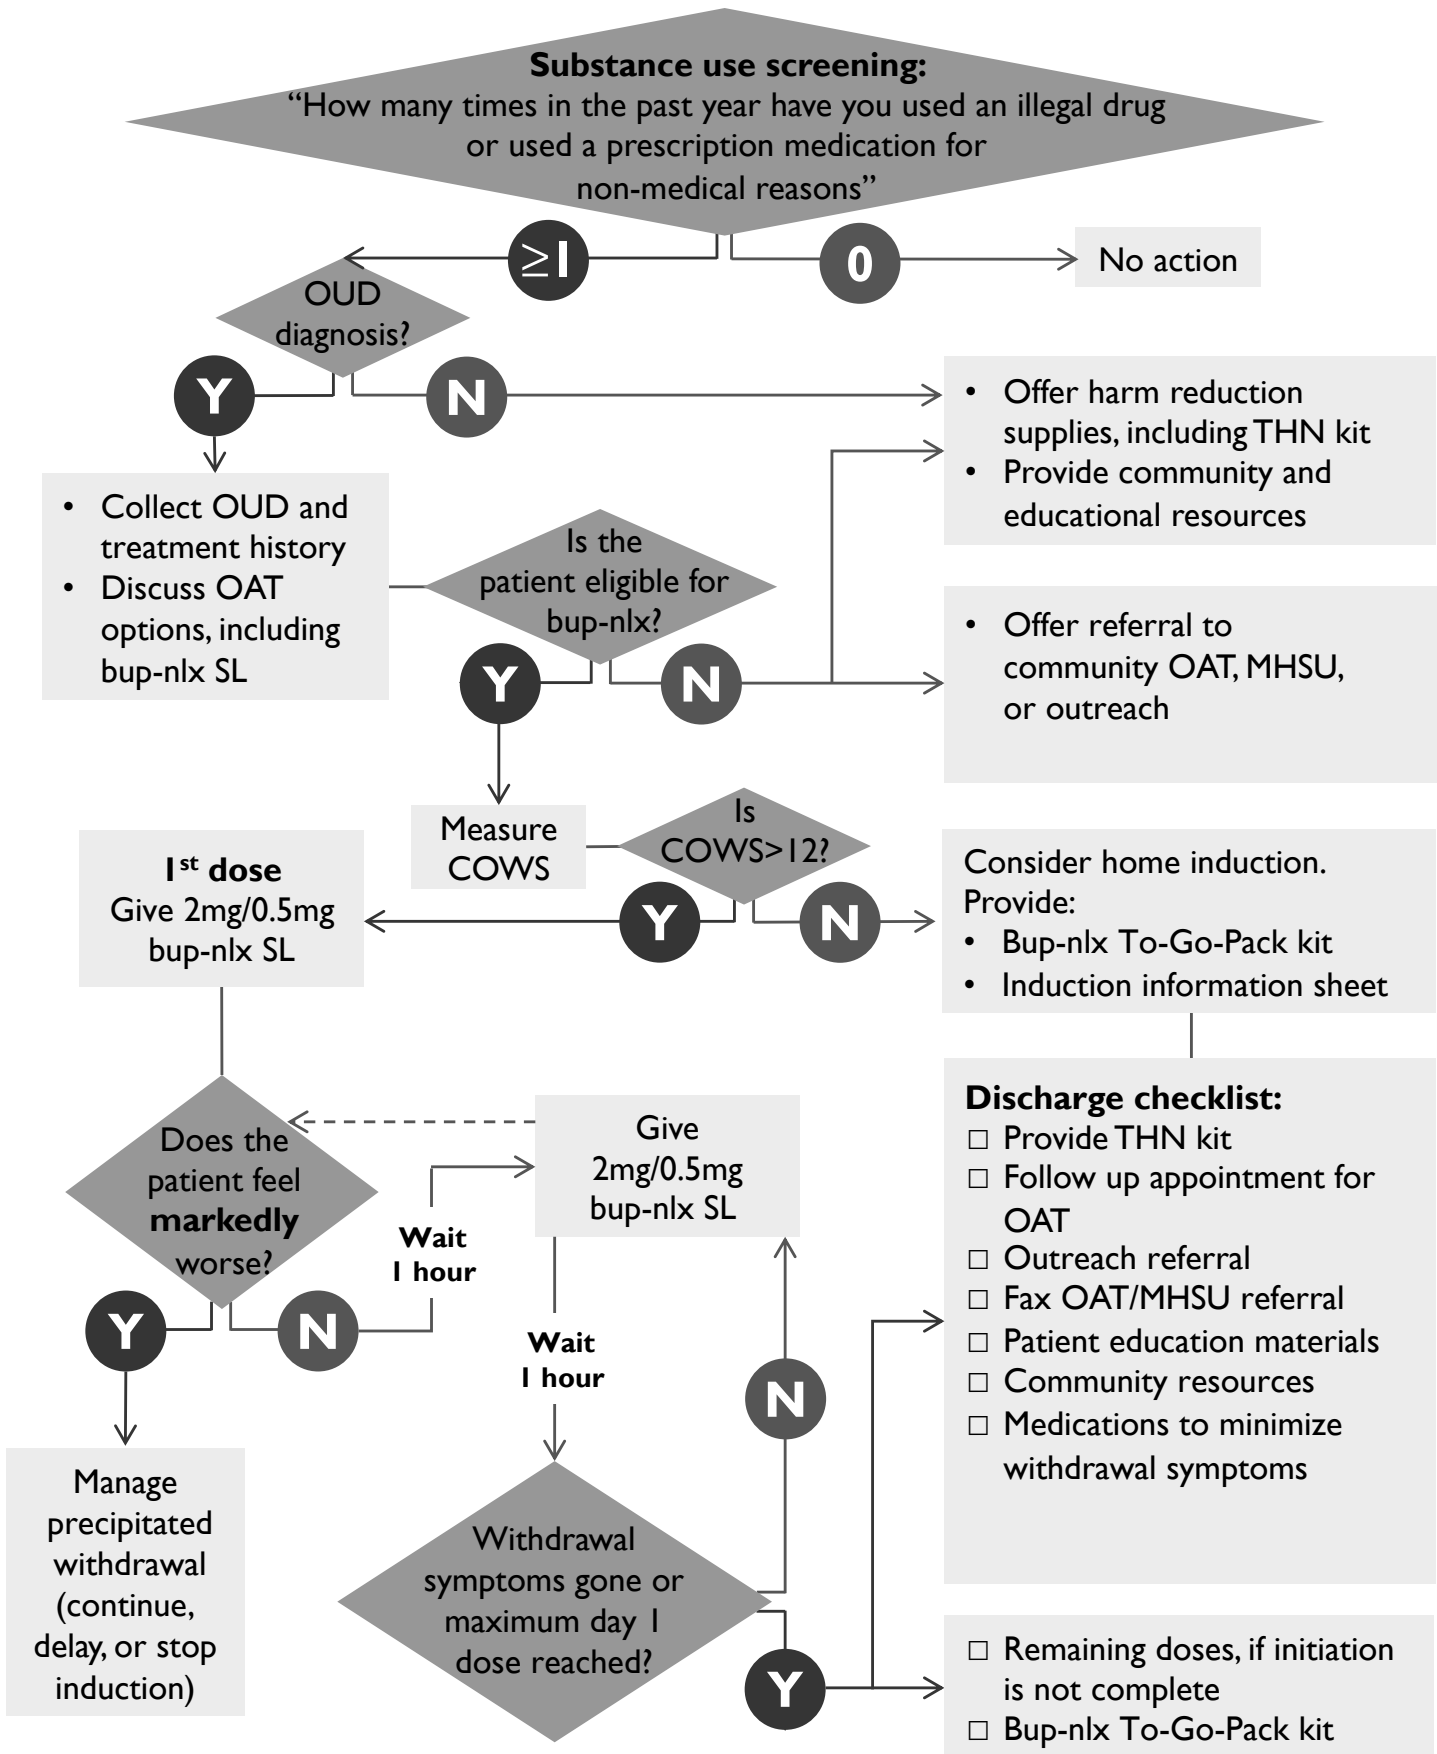 Substance use screening:
“How many times in the past year have you used an illegal drug
or used a prescription medication for
non-medical reasons”
≥1
0
No action
OUD
diagnosis?
Y
N
• Offer harm reduction
supplies, including THN kit
• Provide community and
educational resources
• Collect OUD and
treatment history
• Discuss OAT
options, including
bup-nlx SL
Is the
patient eligible for
bup-nlx?
Y
N
• Offer referral to
community OAT, MHSU,
or outreach
Measure
COWS
Is
COWS>12?
Y
N
1st dose
Give 2mg/0.5mg
bup-nlx SL
Consider home induction.
Provide:
• Bup-nlx To-Go-Pack kit
• Induction information sheet
Does the
patient feel
markedly
worse?
Y
N
Wait
1 hour
Give
2mg/0.5mg
bup-nlx SL
Wait
1 hour
N
Manage
precipitated
withdrawal
(continue,
delay, or stop
induction)
Withdrawal
symptoms gone or
maximum day 1
dose reached?
Y
Discharge checklist:
☐ Provide THN kit
☐ Follow up appointment for
OAT
☐ Outreach referral
☐ Fax OAT/MHSU referral
☐ Patient education materials
☐ Community resources
☐ Medications to minimize
withdrawal symptoms
☐ Remaining doses, if initiation
is not complete
☐ Bup-nlx To-Go-Pack kit